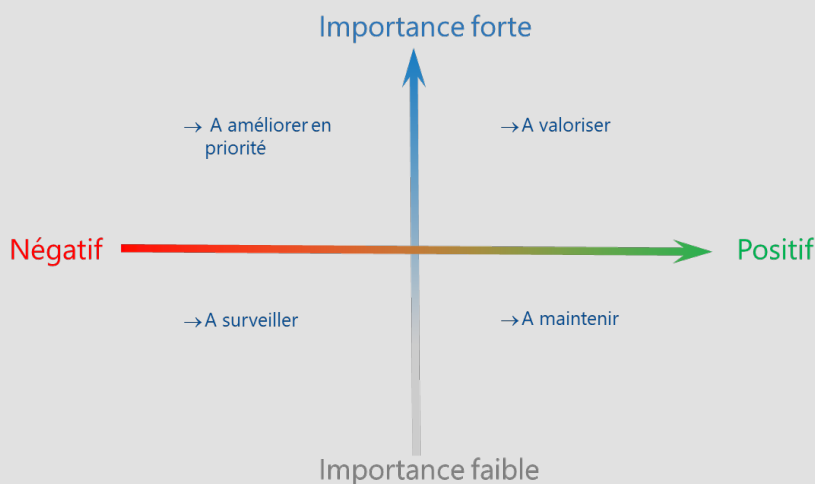 Importance forte
→ A améliorer en
priorité
→ A valoriser
Négatif
Positif
→ A surveiller
→ A maintenir
Importance faible